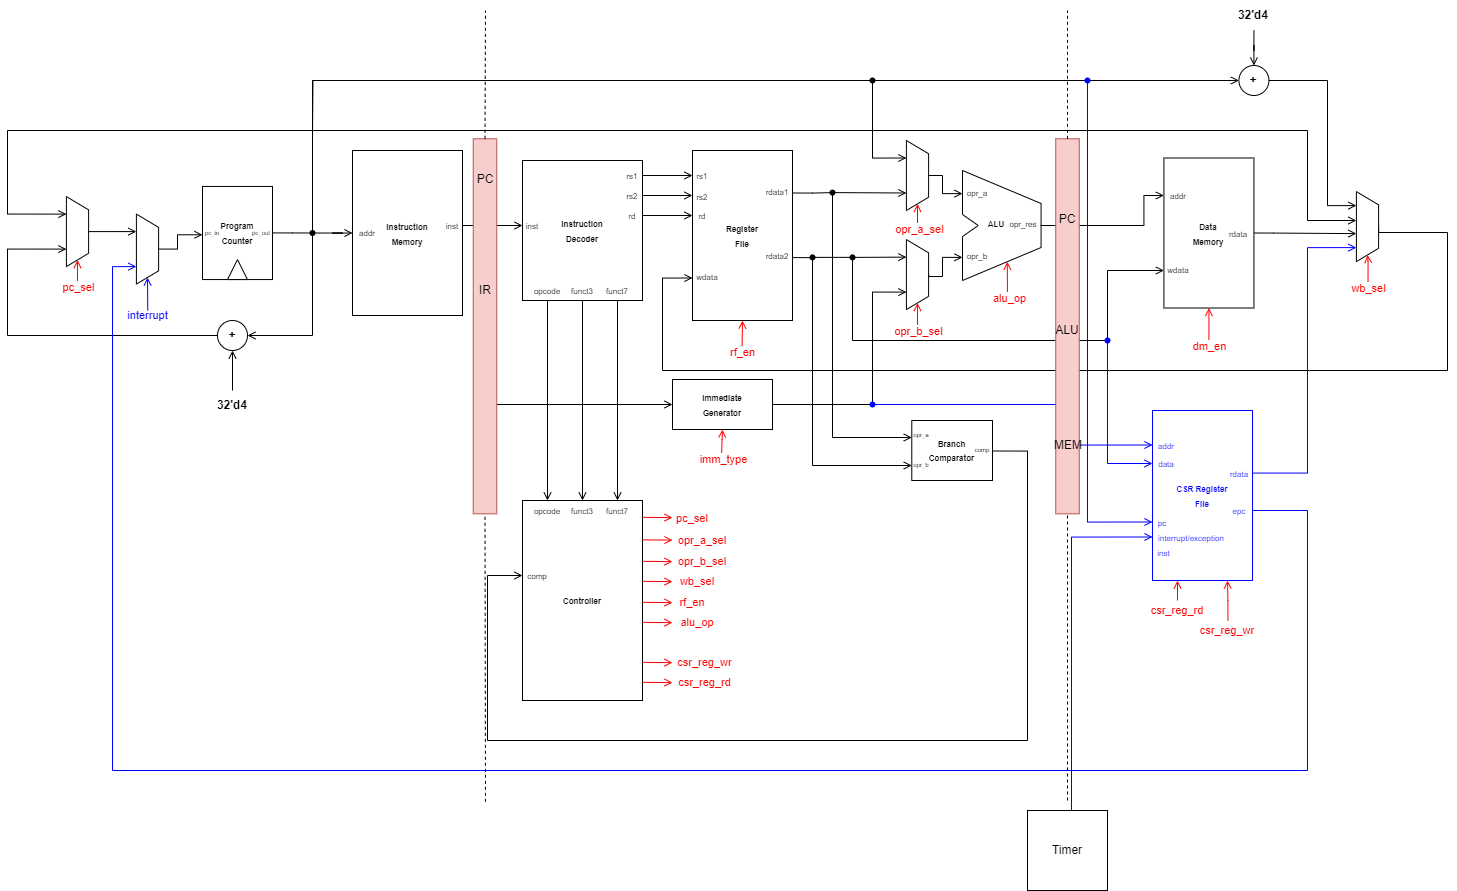 32'd4
+
PC
inst
Instruction
Decoder
rs1
rs2
rd
opcode
funct3
funct7
rs1
rs2
rd
wdata
Register
File
rdata1
rdata2
rf_en
opr_a_sel
opr_b_sel
opr_a
opr_b
ALU
opr_res
alu_op
PC
ALU
MEM
addr
wdata
Data
Memory
rdata
dm_en
wb_sel
pc_sel
interrupt
pc_in
Program
Counter
pc_out
+
32'd4
addr
Instruction
Memory
inst
IR
Immediate
Generator
imm_type
opr_a
opr_b
Branch
Comparator
comp
addr
data
CSR Register
File
rdata
epc
pc
interrupt/exception
inst
csr_reg_rd
csr_reg_wr
opcode
funct3
funct7
comp
Controller
pc_sel
opr_a_sel
opr_b_sel
wb_sel
rf_en
alu_op
csr_reg_wr
csr_reg_rd
Timer